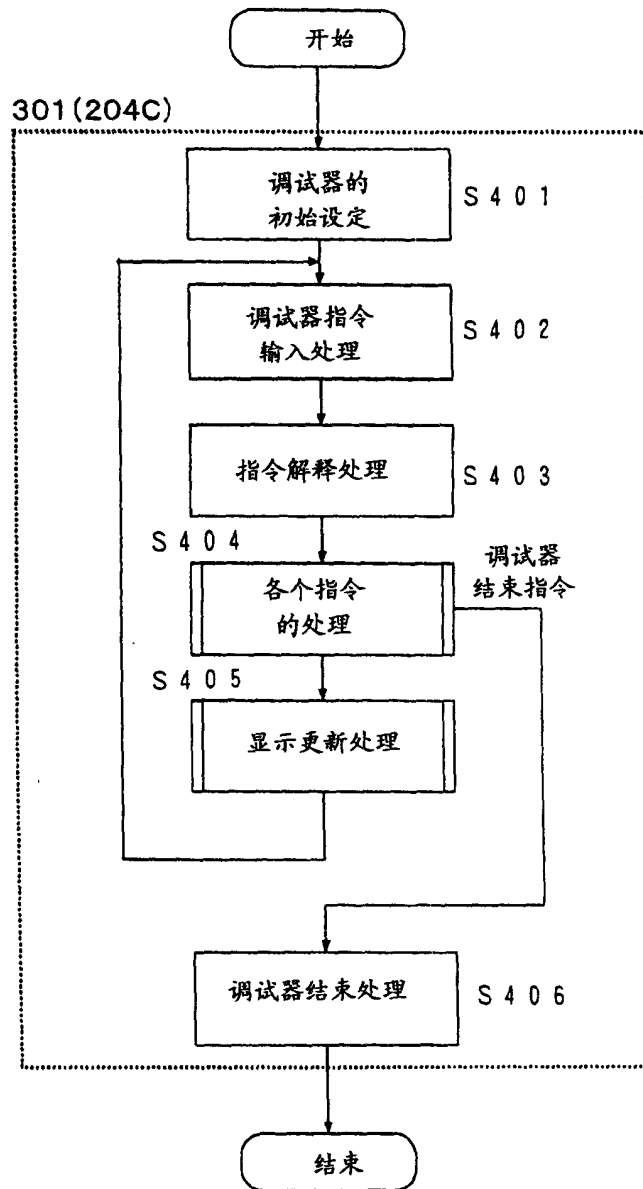 开始
301(204C)
调试器的
初始设定
S401
调试器指令
输入处理
S402
指令解释处理
S403
S404
各个指令
的处理
调试器
结束指令
S405
显示更新处理
调试器结束处理
S406
结束